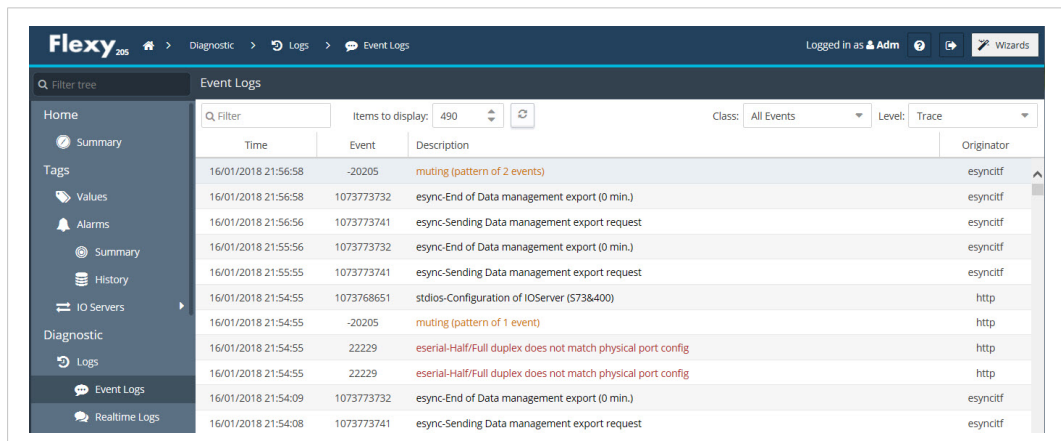 Flexy 205 > Diagnostic > Logs > Event Logs Logged in as Adm Wizards
Filter tree Event Logs
Home
Summary
Tags
Values
Alarms
Summary
History
IO Servers
Diagnostic
Logs
Event Logs
Realtime Logs
Filter Items to display: 490 Class: All Events Level: Trace
Time Event Description Originator
16/01/2018 21:56:58 -20205 muting (pattern of 2 events) esyncitf
16/01/2018 21:56:58 1073773732 esync-End of Data management export (0 min.) esyncitf
16/01/2018 21:56:56 1073773741 esync-Sending Data management export request esyncitf
16/01/2018 21:55:56 1073773732 esync-End of Data management export (0 min.) esyncitf
16/01/2018 21:55:55 1073773741 esync-Sending Data management export request esyncitf
16/01/2018 21:54:55 1073768651 stdios-Configuration of IOServer (S73&400) http
16/01/2018 21:54:55 -20205 muting (pattern of 1 event) http
16/01/2018 21:54:55 22229 eserial-Half/Full duplex does not match physical port config http
16/01/2018 21:54:55 22229 eserial-Half/Full duplex does not match physical port config http
16/01/2018 21:54:09 1073773732 esync-End of Data management export (0 min.) esyncitf
16/01/2018 21:54:08 1073773741 esync-Sending Data management export request esyncitf